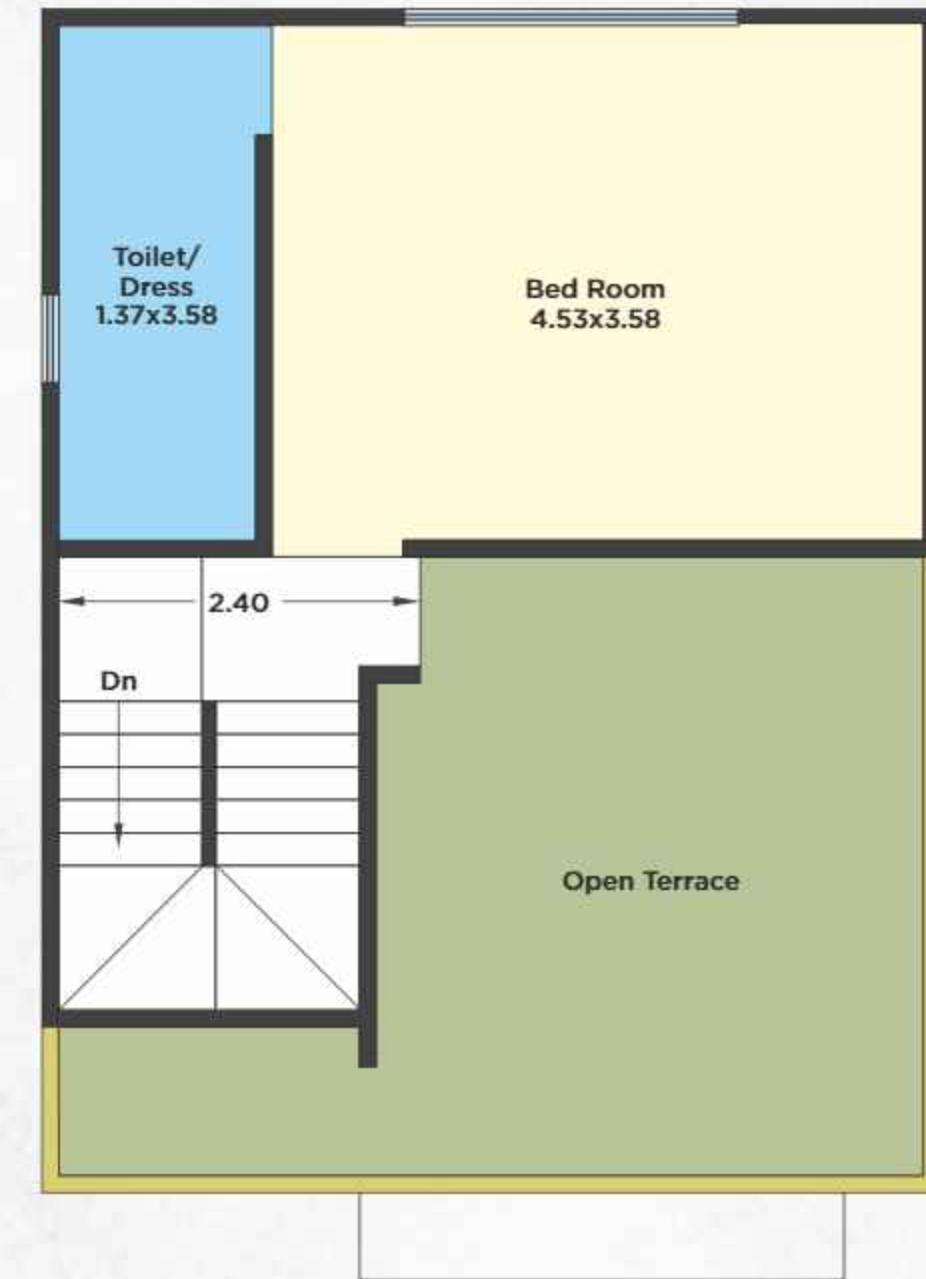 Toilet/
Dress
1.37x3.58
Bed Room
4.53x3.58
2.40
Dn
Open Terrace